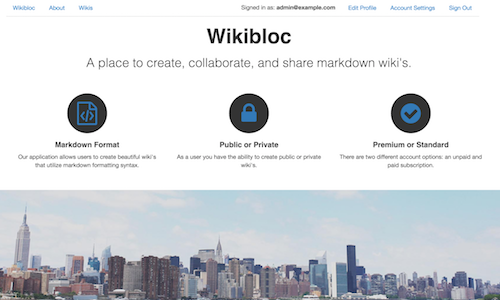 Wikibloc About Wikis Signed in as: admin@example.com Edit Profile Account Settings Sign Out
Wikibloc
A place to create, collaborate, and share markdown wiki's.
Markdown Format
Our application allows users to create beautiful wiki's
that utilize markdown formatting syntax.
Public or Private
As a user you have the ability to create public or private
wiki's.
Premium or Standard
There are two different account options: an unpaid and
paid subscription.